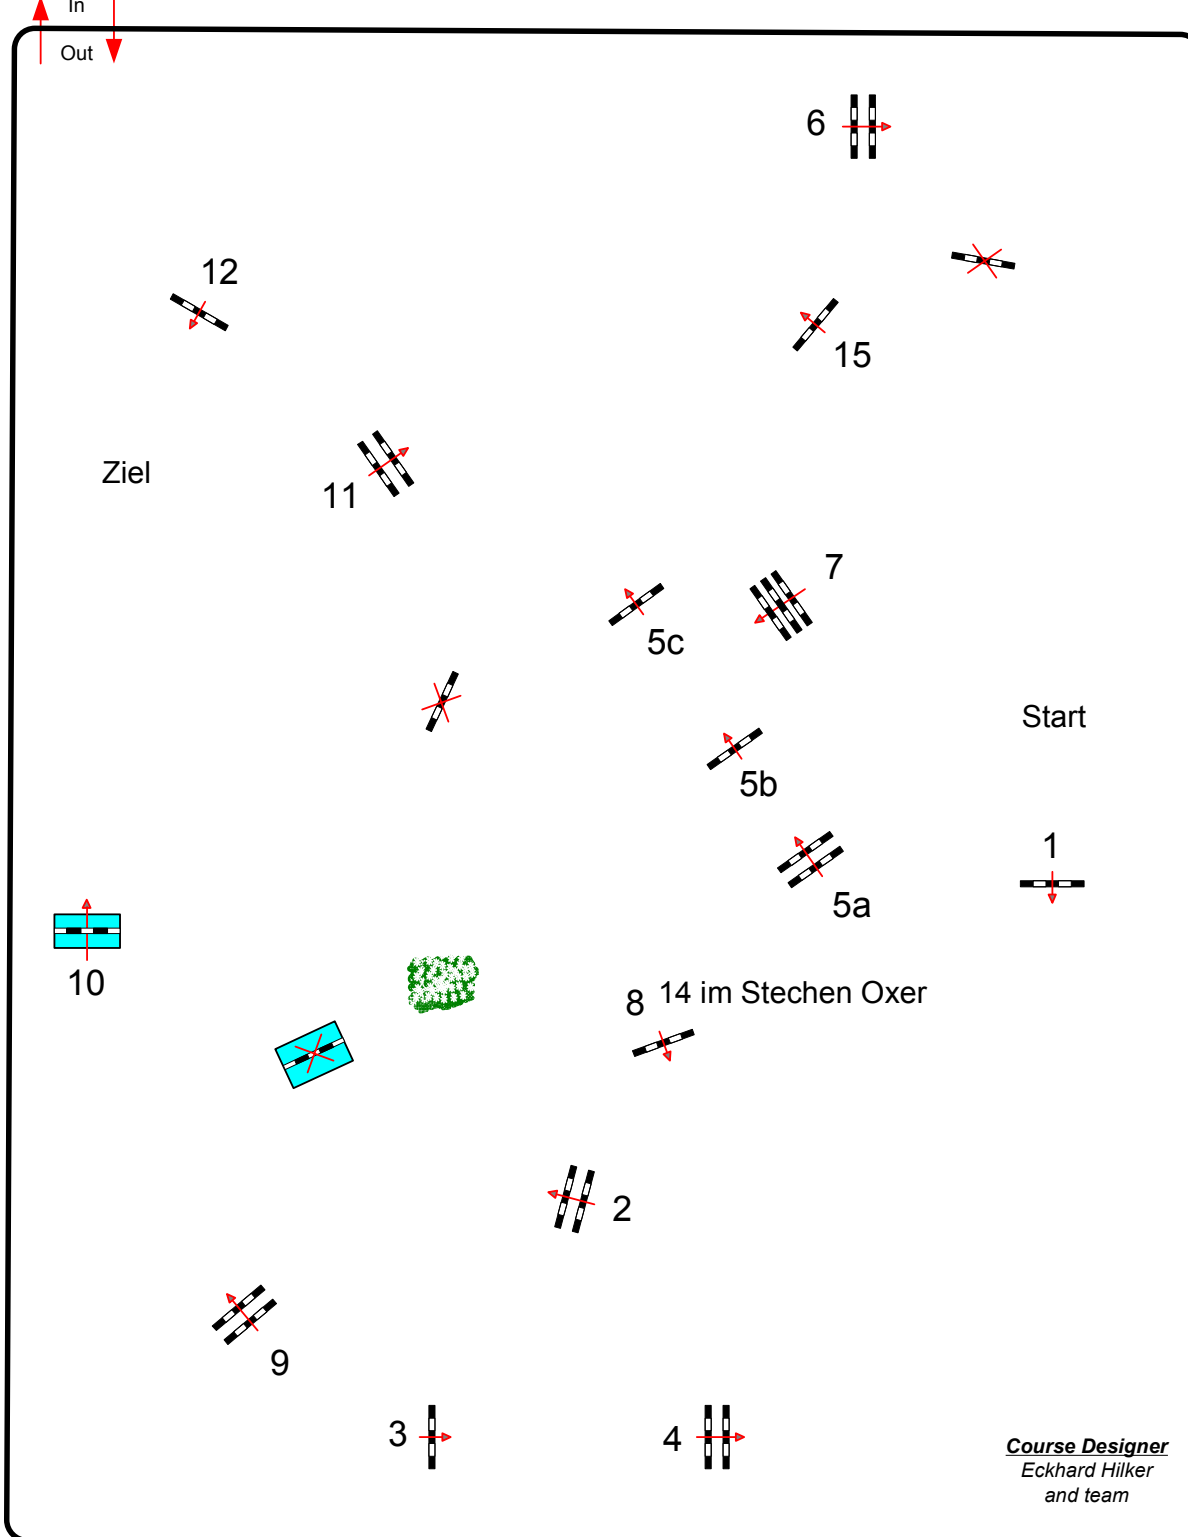 In
Out
6
12
15
Ziel
11
7
5c
Start
5b
1
5a
10
8 14 im Stechen Oxer
2
9
3
4
Course Designer
Eckhard Hilker
and team